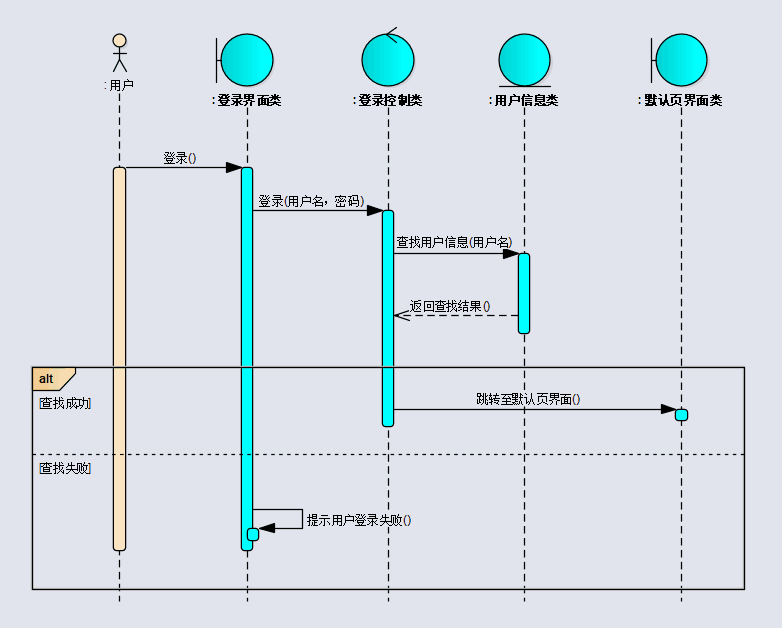 : 用户
: 登录界面类
: 登录控制类
: 用户信息类
: 默认页界面类
登录()
登录(用户名，密码)
查找用户信息(用户名)
返回查找结果()
alt
[查找成功]
跳转至默认页界面()
[查找失败]
提示用户登录失败()